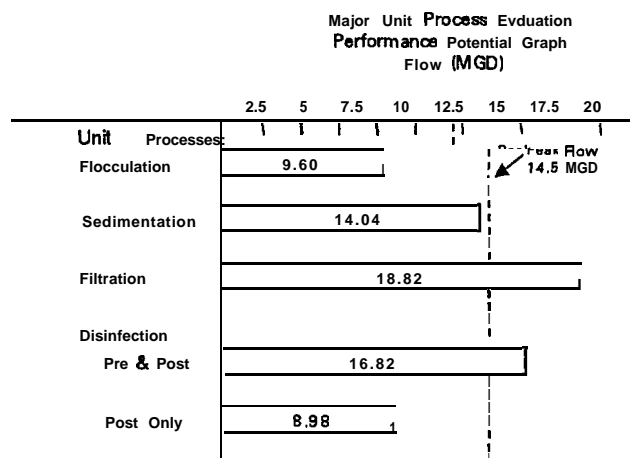 Major Unit Process Evduation
Performance Potential Graph
Flow (MGD)
2.5 5 7.5 10 12.5 15 17.5 20
Unit Processes:
Flocculation 9.60 Flow
14.5 MGD
Sedimentation 14.04
Filtration 18.82
Disinfection
Pre & Post 16.82
Post Only 8.98